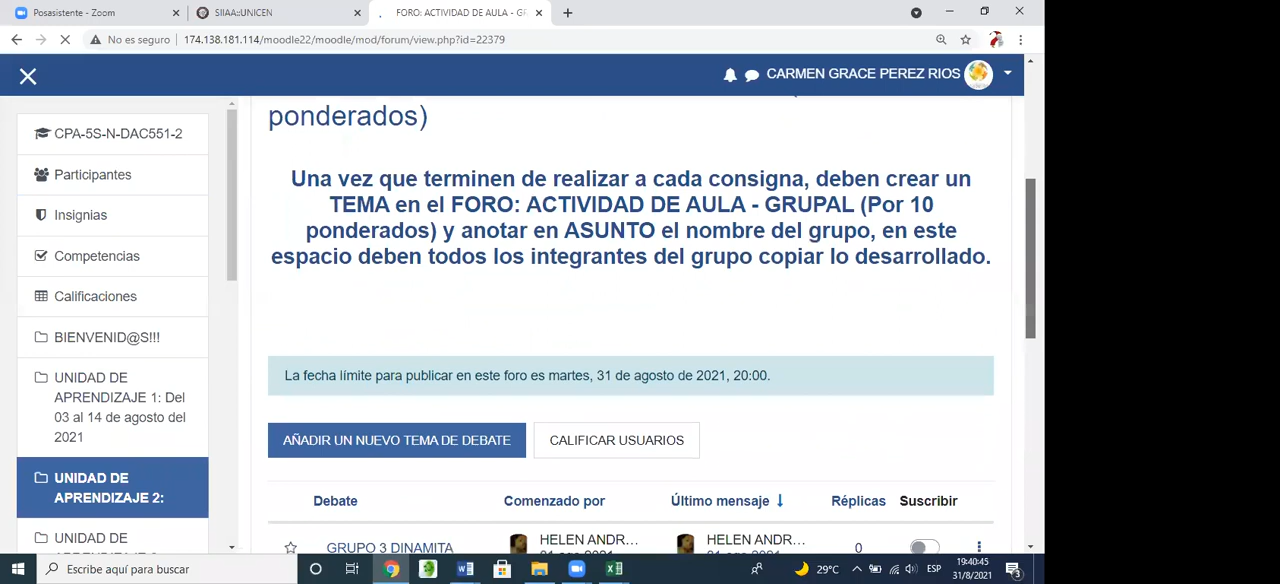 Posasistente - Zoom
SIIAA::UNICEN
FORO: ACTIVIDAD DE AULA - GR
No es seguro
174.138.181.114/moodle22/moodle/mod/forum/view.php?id=22379
CARMEN GRACE PEREZ RIOS
CPA-5S-N-DAC551-2
Participantes
Insignias
Competencias
Calificaciones
BIENVENID@S!!!
UNIDAD DE
APRENDIZAJE 1: Del
03 al 14 de agosto del
2021
UNIDAD DE
APRENDIZAJE 2:
UNIDAD DE
ponderados)
Una vez que terminen de realizar a cada consigna, deben crear un
TEMA en el FORO: ACTIVIDAD DE AULA - GRUPAL (Por 10
ponderados) y anotar en ASUNTO el nombre del grupo, en este
espacio deben todos los integrantes del grupo copiar lo desarrollado.
La fecha límite para publicar en este foro es martes, 31 de agosto de 2021, 20:00.
AÑADIR UN NUEVO TEMA DE DEBATE
CALIFICAR USUARIOS
Debate Comenzado por Último mensaje Réplicas Suscribir
GRUPO 3 DINAMITA HELEN ANDR... HELEN ANDR... 0
Escribe aquí para buscar
29°C
ESP
19:40:45
31/8/2021
3